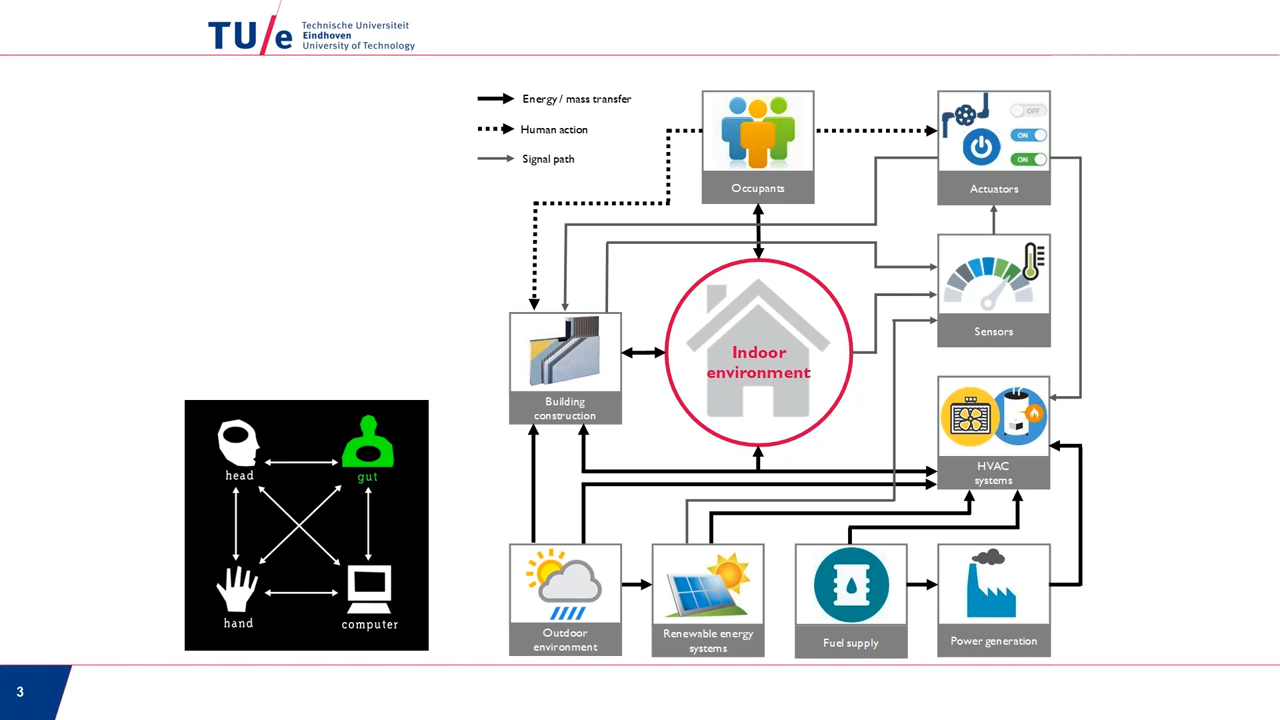 TU/e
Technische Universiteit
Eindhoven
University of Technology
Energy / mass transfer
Human action
Signal path
Occupants
OFF
ON
ON
Actuators
Sensors
Indoor
environment
Building
construction
HVAC
systems
head
gut
hand
computer
Outdoor
environment
Renewable energy
systems
Fuel supply
Power generation
3